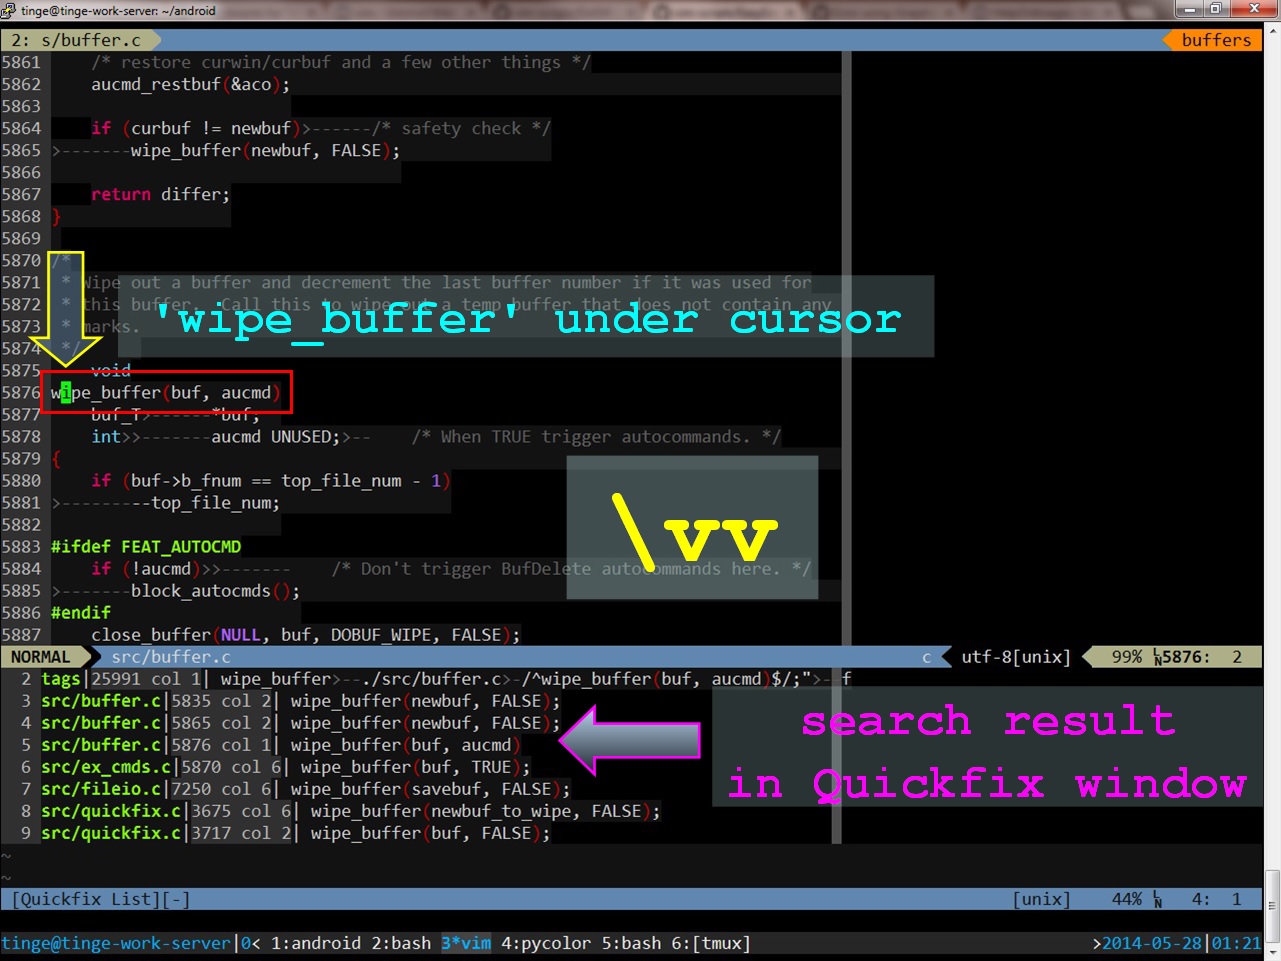 tinge@tinge-work-server: ~/android
2: s/buffer.c buffers
5861 /* restore curwin/curbuf and a few other things */
5862 aucmd_restbuf(&aco);
5863
5864 if (curbuf != newbuf)>------/* safety check */
5865 >-------wipe_buffer(newbuf, FALSE);
5866
5867 return differ;
5868 }
5869
5870 /*
5871 * Wipe out a buffer and decrement the last buffer number if it was used for
5872 * this buffer. Call this to wipe out a temp buffer that does not contain any
5873 * marks.
'wipe_buffer' under cursor
5874 */
5875 void
5876 wipe_buffer(buf, aucmd)
5877 buf_T>------*buf;
5878 int>>-------aucmd UNUSED;>-- /* When TRUE trigger autocommands. */
5879 {
5880 if (buf->b_fnum == top_file_num - 1)
5881 >---------top_file_num;
5882
\vv
5883 #ifdef FEAT_AUTOCMD
5884 if (!aucmd)>>------- /* Don't trigger BufDelete autocommands here. */
5885 >-------block_autocmds();
5886 #endif
5887 close_buffer(NULL, buf, DOBUF_WIPE, FALSE);
NORMAL src/buffer.c c utf-8[unix] 99% LN 5876: 2
2 tags|25991 col 1| wipe_buffer>--./src/buffer.c>-/^wipe_buffer(buf, aucmd)$/;">--f
3 src/buffer.c|5835 col 2| wipe_buffer(newbuf, FALSE);
4 src/buffer.c|5865 col 2| wipe_buffer(newbuf, FALSE);
5 src/buffer.c|5876 col 1| wipe_buffer(buf, aucmd)
6 src/ex_cmds.c|5870 col 6| wipe_buffer(buf, TRUE);
7 src/fileio.c|7250 col 6| wipe_buffer(savebuf, FALSE);
8 src/quickfix.c|3675 col 6| wipe_buffer(newbuf_to_wipe, FALSE);
9 src/quickfix.c|3717 col 2| wipe_buffer(buf, FALSE);
search result
in Quickfix window
~
~
[Quickfix List][-] [unix] 44% LN 4: 1
tinge@tinge-work-server|0< 1:android 2:bash 3*vim 4:pycolor 5:bash 6:[tmux] >2014-05-28|01:21